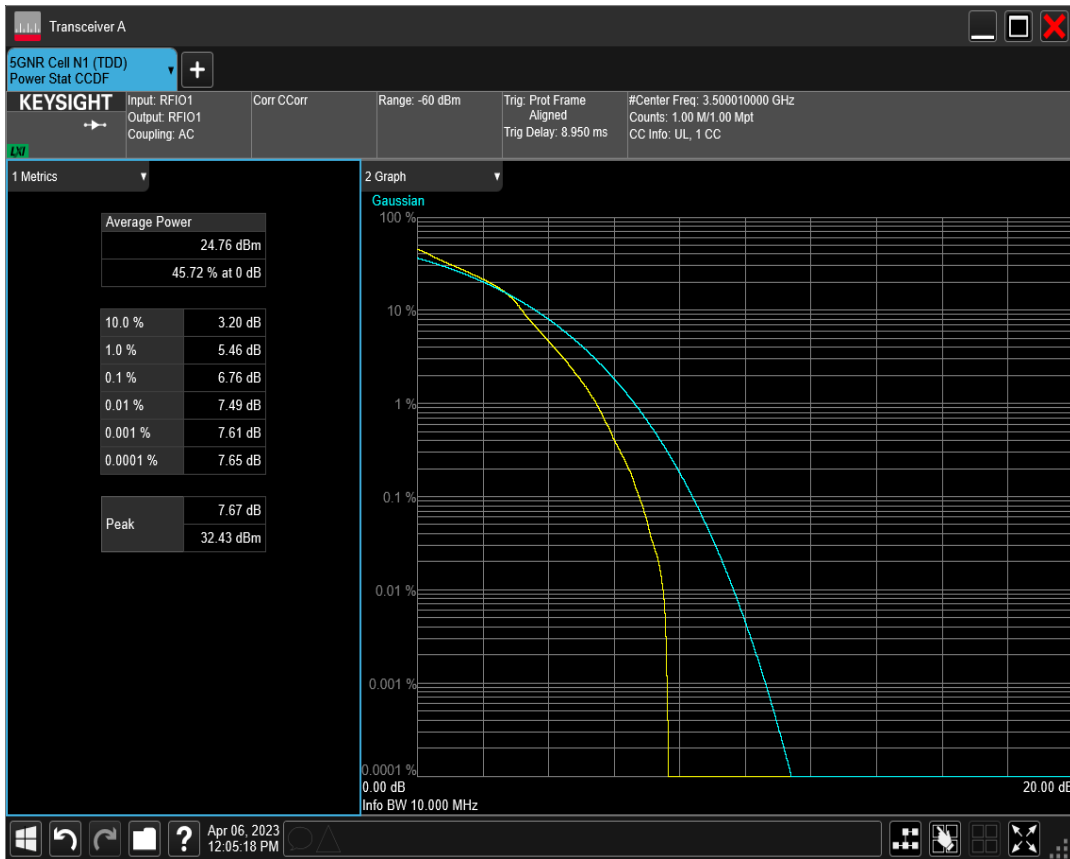 Transceiver A
5GNR Cell N1 (TDD)
Power Stat CCDF
+
KEYSIGHT
LXI
Input: RFIO1
Output: RFIO1
Coupling: AC
Corr CCorr
Range: -60 dBm
Trig: Prot Frame
Aligned
Trig Delay: 8.950 ms
#Center Freq: 3.500010000 GHz
Counts: 1.00 M/1.00 Mpt
CC Info: UL, 1 CC
1 Metrics
Average Power
24.76 dBm
45.72 % at 0 dB
10.0 % 3.20 dB
1.0 % 5.46 dB
0.1 % 6.76 dB
0.01 % 7.49 dB
0.001 % 7.61 dB
0.0001 % 7.65 dB
Peak 7.67 dB
32.43 dBm
2 Graph
Gaussian
100 %
10 %
1 %
0.1 %
0.01 %
0.001 %
0.0001 %
0.00 dB 20.00 dB
Info BW 10.000 MHz
?
Apr 06, 2023
12:05:18 PM